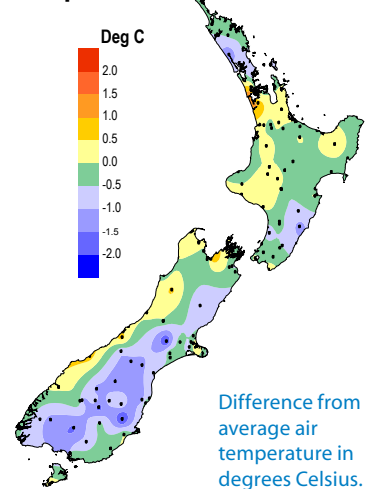 Deg C
2.0
1.5
1.0
0.5
0.0
-0.5
-1.0
-1.5
-2.0
Difference from
average air
temperature in
degrees Celsius.